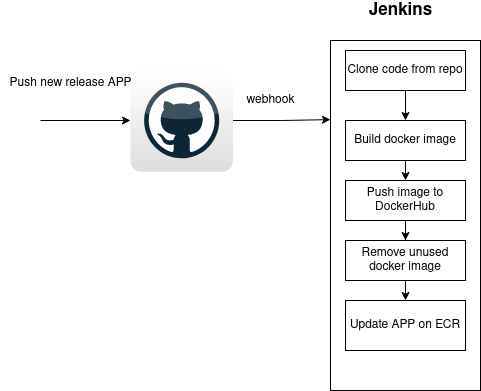 Jenkins
Push new release APP
webhook
Clone code from repo
Build docker image
Push image to
DockerHub
Remove unused
docker image
Update APP on ECR